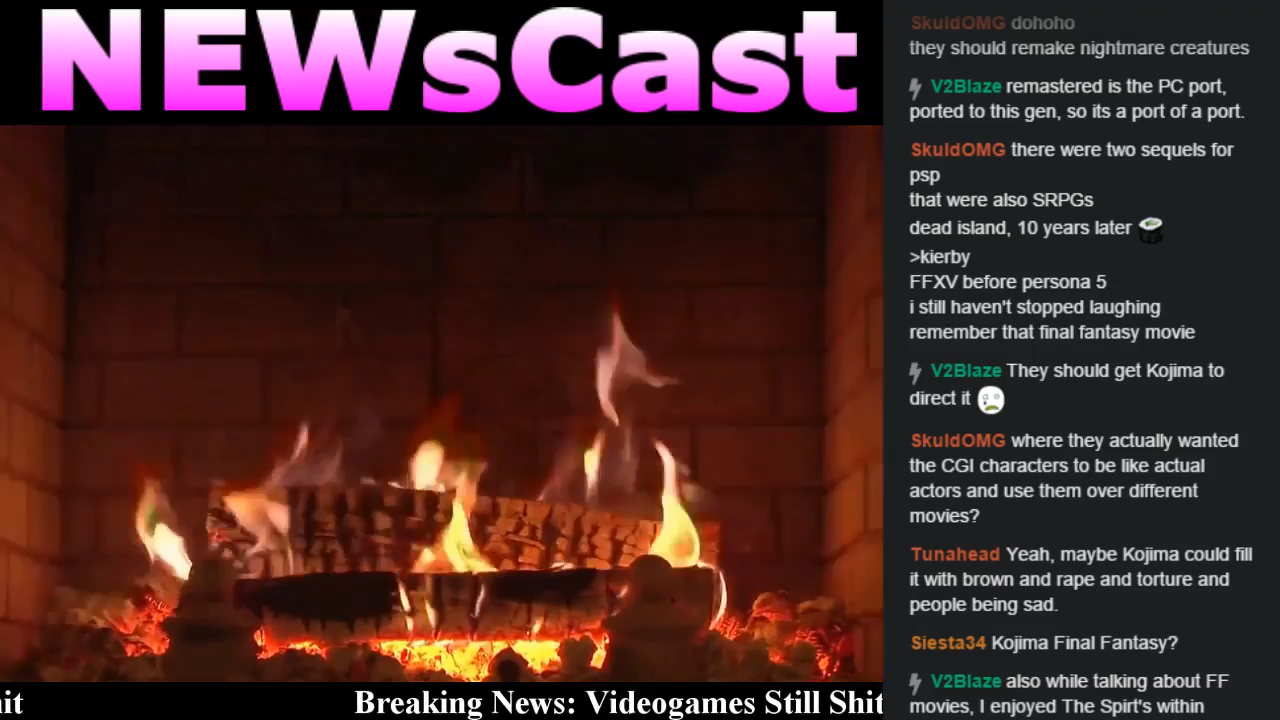 NEWsCast
SkuldOMG dohoho
they should remake nightmare creatures
V2Blaze remastered is the PC port,
ported to this gen, so its a port of a port.
SkuldOMG there were two sequels for
psp
that were also SRPGs
dead island, 10 years later
>kierby
FFXV before persona 5
i still haven't stopped laughing
remember that final fantasy movie
V2Blaze They should get Kojima to
direct it
SkuldOMG where they actually wanted
the CGI characters to be like actual
actors and use them over different
movies?
Tunahead Yeah, maybe Kojima could fill
it with brown and rape and torture and
people being sad.
Siesta34 Kojima Final Fantasy?
V2Blaze also while talking about FF
movies, I enjoyed The Spirt's within
Breaking News: Videogames Still Shit